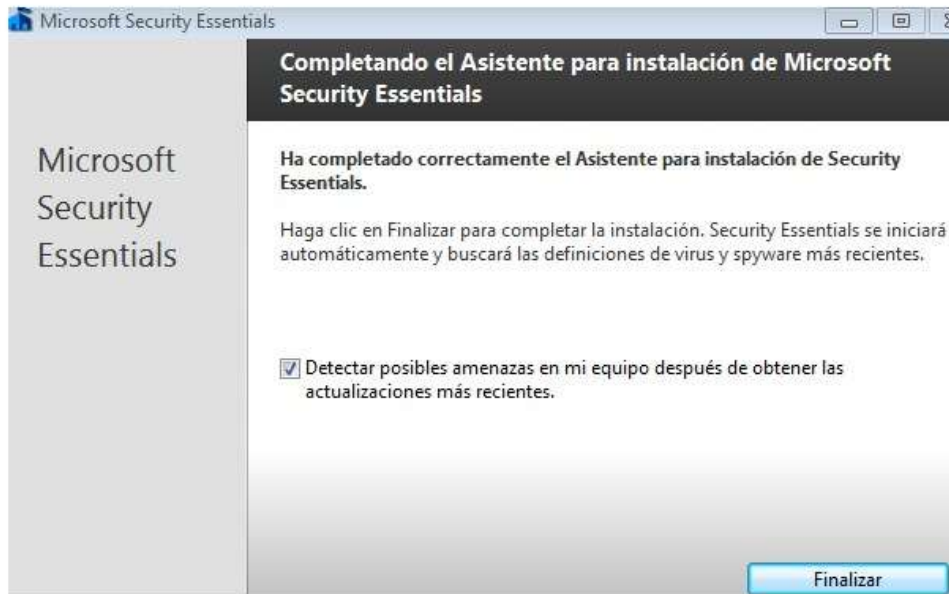 Microsoft Security Essentials
Completando el Asistente para instalación de Microsoft
Security Essentials
Microsoft
Security
Essentials
Ha completado correctamente el Asistente para instalación de Security
Essentials.
Haga clic en Finalizar para completar la instalación. Security Essentials se iniciará
automáticamente y buscará las definiciones de virus y spyware más recientes.
Detectar posibles amenazas en mi equipo después de obtener las
actualizaciones más recientes.
Finalizar